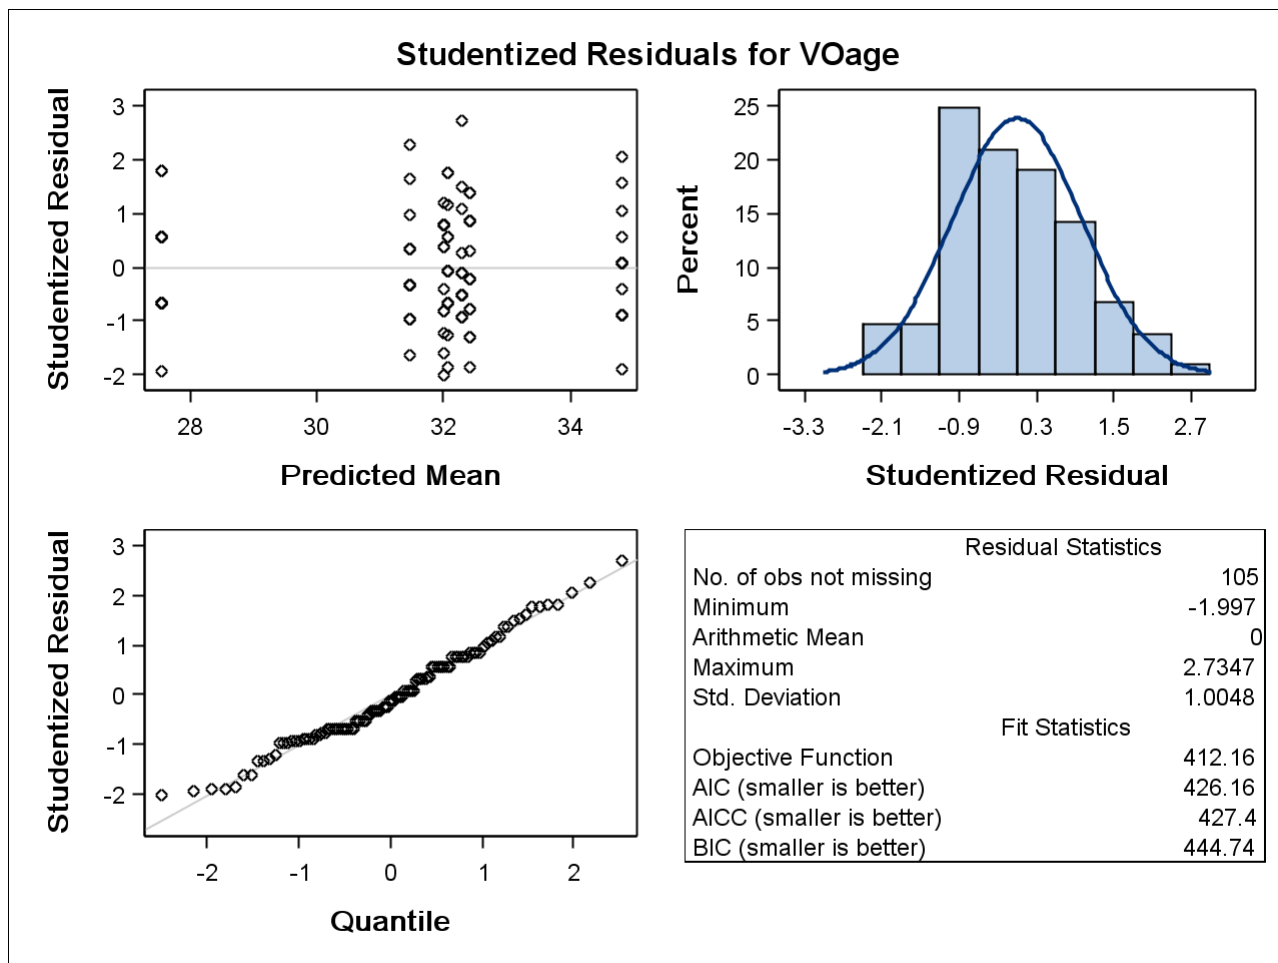 Studentized Residuals for VOage
Studentized Residual
3
2
1
0
-1
-2
28 30 32 34
Predicted Mean
Percent
25
20
15
10
5
0
-3.3 -2.1 -0.9 0.3 1.5 2.7
Studentized Residual
Studentized Residual
3
2
1
0
-1
-2
-2 -1 0 1 2
Quantile
Residual Statistics
No. of obs not missing 105
Minimum -1.997
Arithmetic Mean 0
Maximum 2.7347
Std. Deviation 1.0048
Fit Statistics
Objective Function 412.16
AIC (smaller is better) 426.16
AICC (smaller is better) 427.4
BIC (smaller is better) 444.74